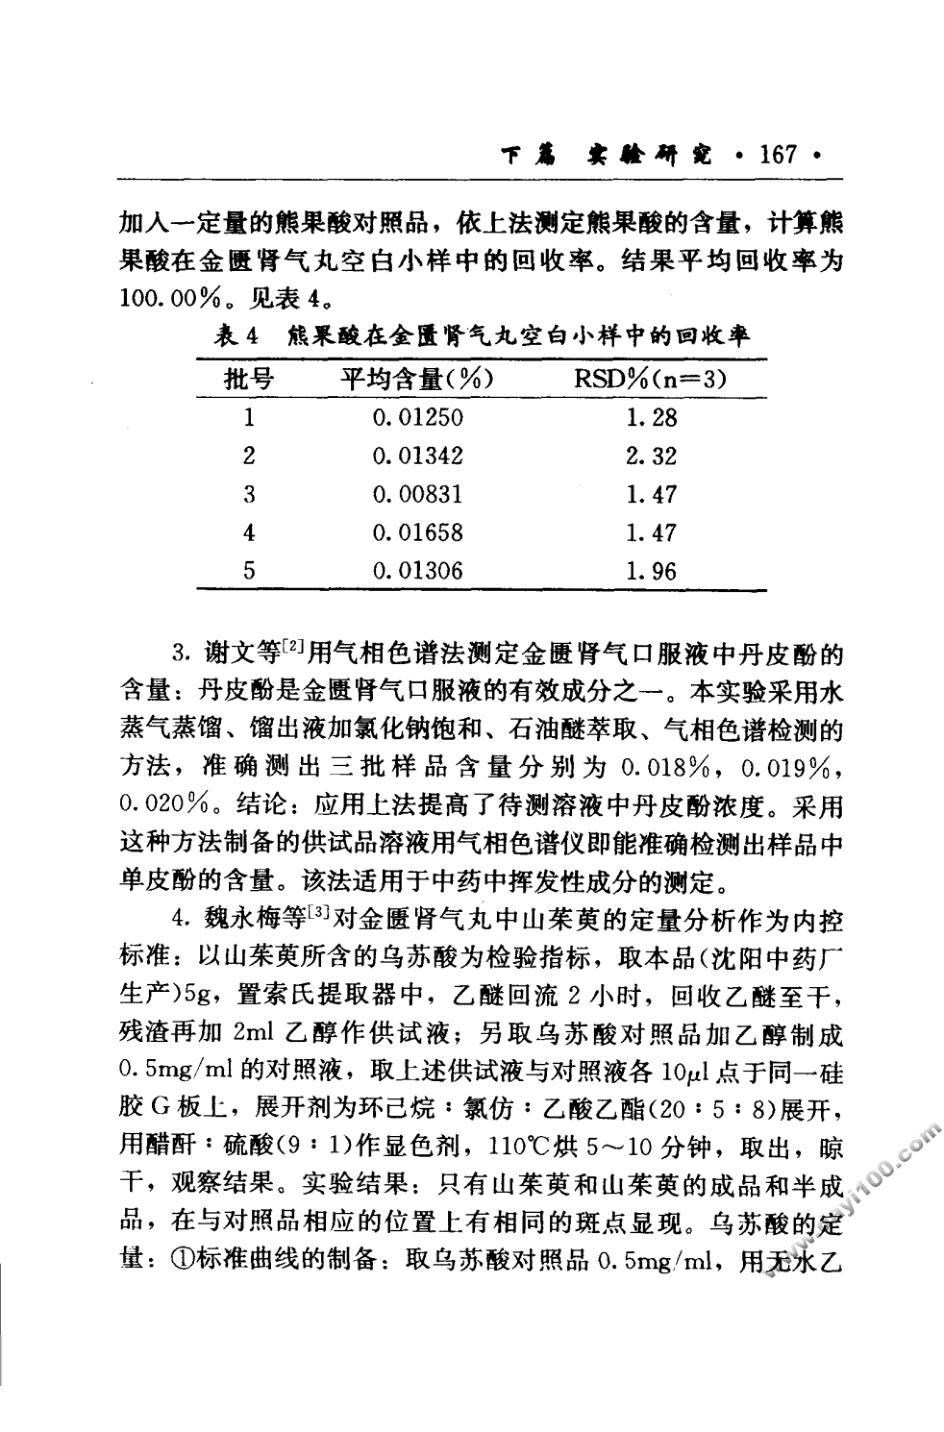 下篇 实验研究 · 167 ·
加入一定量的熊果酸对照品，依上法测定熊果酸的含量，计算熊
果酸在金匮肾气丸空白小样中的回收率。结果平均回收率为
100.00%。见表 4。
表 4 熊果酸在金匮肾气丸空白小样中的回收率
批号 平均含量(%) RSD%(n=3)
1 0.01250 1.28
2 0.01342 2.32
3 0.00831 1.47
4 0.01658 1.47
5 0.01306 1.96
3. 谢文等[2]用气相色谱法测定金匮肾气口服液中丹皮酚的
含量：丹皮酚是金匮肾气口服液的有效成分之一。本实验采用水
蒸气蒸馏、馏出液加氯化钠饱和、石油醚萃取、气相色谱检测的
方法，准确测出三批样品含量分别为 0.018%，0.019%，
0.020%。结论：应用上法提高了待测溶液中丹皮酚浓度。采用
这种方法制备的供试品溶液用气相色谱仪即能准确检测出样品中
单皮酚的含量。该法适用于中药中挥发性成分的测定。
4. 魏永梅等[3]对金匮肾气丸中山茱萸的定量分析作为内控
标准：以山茱萸所含的乌苏酸为检验指标，取本品(沈阳中药厂
生产)5g，置索氏提取器中，乙醚回流 2 小时，回收乙醚至干，
残渣再加 2ml 乙醇作供试液；另取乌苏酸对照品加乙醇制成
0.5mg/ml 的对照液，取上述供试液与对照液各 10μl 点于同一硅
胶 G 板上，展开剂为环己烷：氯仿：乙酸乙酯(20：5：8)展开，
用醋酐：硫酸(9：1)作显色剂，110℃烘 5～10 分钟，取出，晾
干，观察结果。实验结果：只有山茱萸和山茱萸的成品和半成
品，在与对照品相应的位置上有相同的斑点显现。乌苏酸的定
量：①标准曲线的制备：取乌苏酸对照品 0.5mg/ml，用无水乙